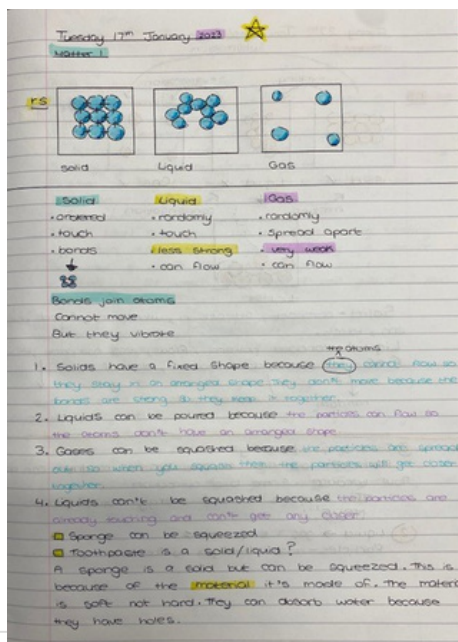 Tuesday 17th January 2023
Matter 1
rs
Solid
Liquid
Gas
Solid Liquid Gas
• ordered • randomly • randomly
• touch • touch • spread apart
• bonds • less strong • very weak
• can flow • can flow
Bonds join atoms
Cannot move
But they vibrate
the atoms
1. Solids have a fixed shape because they cannot flow so
they stay in an arranged shape they don't move because the
bonds are strong so they keep it together.
2. Liquids can be poured because the particles can flow so
the atoms don't have an arranged shape
3. Gases can be squashed because the particles are spread
out so when you squash them the particles will get closer
together.
4. Liquids can't be squashed because the particles are
already touching and can't get any closer
Sponge can be squeezed
Toothpaste is a solid/liquid?
A sponge is a solid but can be squeezed. This is
because of the material it's made of. The materi
is soft not hard. They can absorb water because
they have holes.